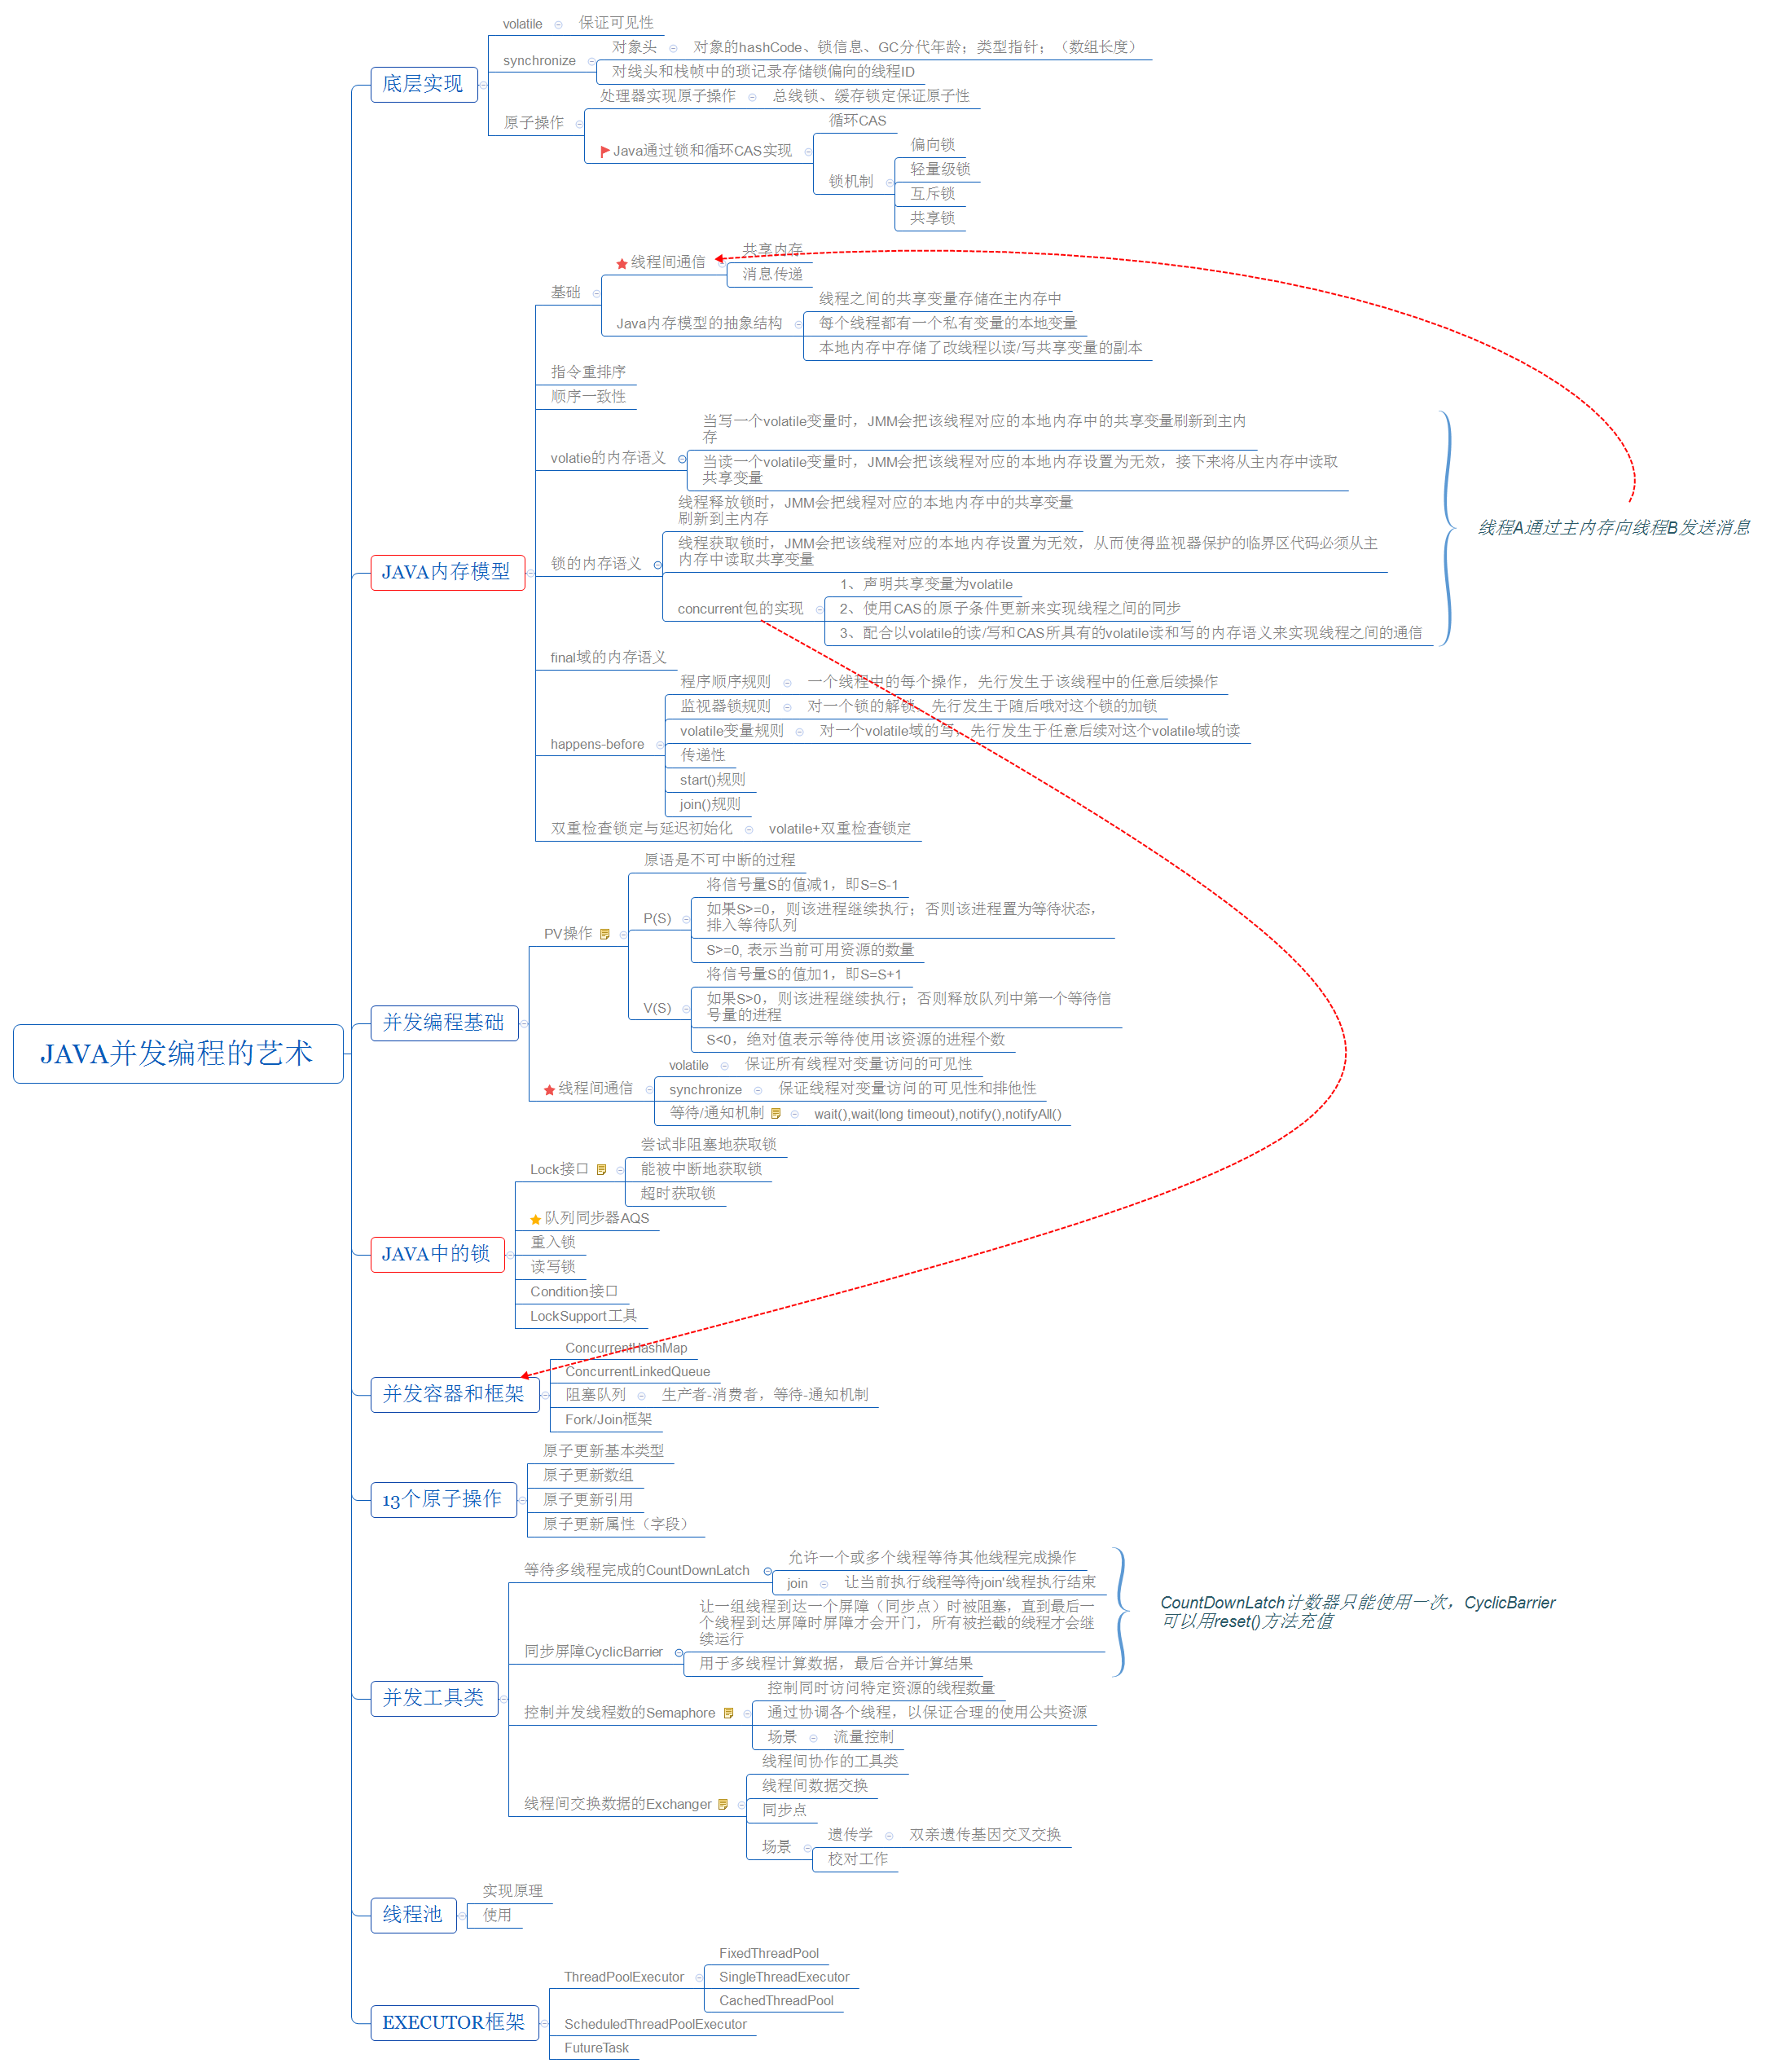 JAVA并发编程的艺术
底层实现
volatile
保证可见性
synchronize
对象头
对象的hashCode、锁信息、GC分代年龄；类型指针；（数组长度）
对线头和栈帧中的琐记录存储锁偏向的线程ID
原子操作
处理器实现原子操作
总线锁、缓存锁定保证原子性
Java通过锁和循环CAS实现
循环CAS
锁机制
偏向锁
轻量级锁
互斥锁
共享锁
JAVA内存模型
基础
线程间通信
共享内存
消息传递
Java内存模型的抽象结构
线程之间的共享变量存储在主内存中
每个线程都有一个私有变量的本地变量
本地内存中存储了改线程以读/写共享变量的副本
指令重排序
顺序一致性
volatie的内存语义
当写一个volatile变量时，JMM会把该线程对应的本地内存中的共享变量刷新到主内
存
当读一个volatile变量时，JMM会把该线程对应的本地内存设置为无效，接下来将从主内存中读取
共享变量
锁的内存语义
线程释放锁时，JMM会把线程对应的本地内存中的共享变量
刷新到主内存
线程获取锁时，JMM会把该线程对应的本地内存设置为无效，从而使得监视器保护的临界区代码必须从主
内存中读取共享变量
concurrent包的实现
1、声明共享变量为volatile
2、使用CAS的原子条件更新来实现线程之间的同步
3、配合以volatile的读/写和CAS所具有的volatile读和写的内存语义来实现线程之间的通信
线程A通过主内存向线程B发送消息
final域的内存语义
happens-before
程序顺序规则
一个线程中的每个操作，先行发生于该线程中的任意后续操作
监视器锁规则
对一个锁的解锁，先行发生于随后哦对这个锁的加锁
volatile变量规则
对一个volatile域的写，先行发生于任意后续对这个volatile域的读
传递性
start()规则
join()规则
双重检查锁定与延迟初始化
volatile+双重检查锁定
并发编程基础
PV操作
原语是不可中断的过程
P(S)
将信号量S的值减1，即S=S-1
如果S>=0，则该进程继续执行；否则该进程置为等待状态，
排入等待队列
S>=0, 表示当前可用资源的数量
V(S)
将信号量S的值加1，即S=S+1
如果S>0，则该进程继续执行；否则释放队列中第一个等待信
号量的进程
S<0，绝对值表示等待使用该资源的进程个数
线程间通信
volatile
保证所有线程对变量访问的可见性
synchronize
保证线程对变量访问的可见性和排他性
等待/通知机制
wait(),wait(long timeout),notify(),notifyAll()
JAVA中的锁
Lock接口
尝试非阻塞地获取锁
能被中断地获取锁
超时获取锁
队列同步器AQS
重入锁
读写锁
Condition接口
LockSupport工具
并发容器和框架
ConcurrentHashMap
ConcurrentLinkedQueue
阻塞队列
生产者-消费者，等待-通知机制
Fork/Join框架
13个原子操作
原子更新基本类型
原子更新数组
原子更新引用
原子更新属性（字段）
并发工具类
等待多线程完成的CountDownLatch
允许一个或多个线程等待其他线程完成操作
join
让当前执行线程等待join'线程执行结束
同步屏障CyclicBarrier
让一组线程到达一个屏障（同步点）时被阻塞，直到最后一
个线程到达屏障时屏障才会开门，所有被拦截的线程才会继
续运行
用于多线程计算数据，最后合并计算结果
CountDownLatch计数器只能使用一次，CyclicBarrier
可以用reset()方法充值
控制并发线程数的Semaphore
控制同时访问特定资源的线程数量
通过协调各个线程，以保证合理的使用公共资源
场景
流量控制
线程间交换数据的Exchanger
线程间协作的工具类
线程间数据交换
同步点
场景
遗传学
双亲遗传基因交叉交换
校对工作
线程池
实现原理
使用
EXECUTOR框架
ThreadPoolExecutor
FixedThreadPool
SingleThreadExecutor
CachedThreadPool
ScheduledThreadPoolExecutor
FutureTask